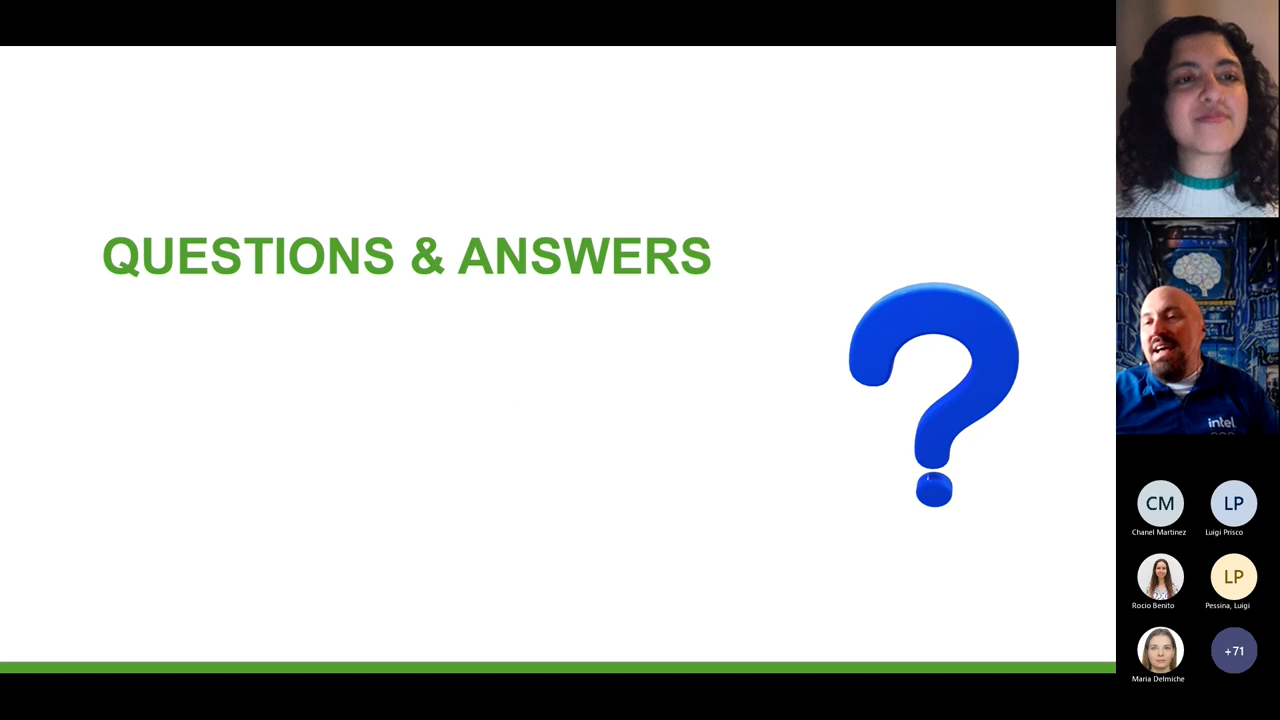 QUESTIONS & ANSWERS
intel
CM
LP
Chanel Martinez
Luigi Prisco
LP
Rocio Benito
Pessina, Luigi
+71
Maria Delmiche